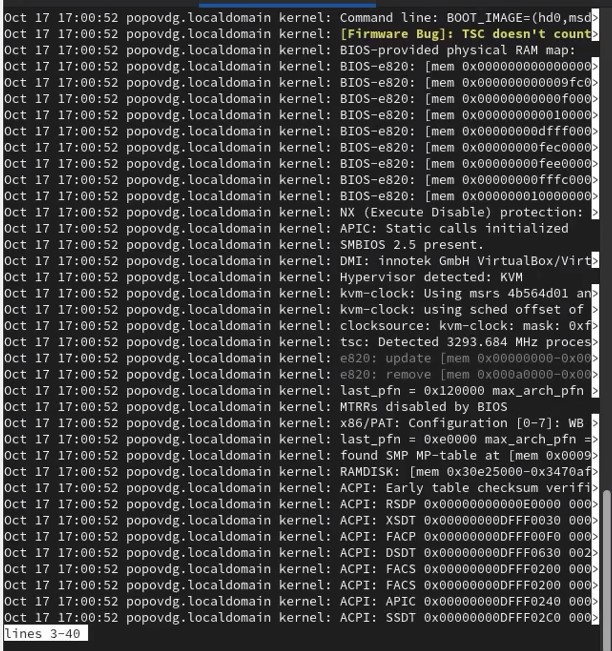 Oct 17 17:00:52 popovdg.localdomain kernel: Command line: BOOT_IMAGE=(hd0,msd>
Oct 17 17:00:52 popovdg.localdomain kernel: [Firmware Bug]: TSC doesn't count>
Oct 17 17:00:52 popovdg.localdomain kernel: BIOS-provided physical RAM map:
Oct 17 17:00:52 popovdg.localdomain kernel: BIOS-e820: [mem 0x0000000000000000>
Oct 17 17:00:52 popovdg.localdomain kernel: BIOS-e820: [mem 0x000000000009fc0>
Oct 17 17:00:52 popovdg.localdomain kernel: BIOS-e820: [mem 0x00000000000f000>
Oct 17 17:00:52 popovdg.localdomain kernel: BIOS-e820: [mem 0x000000000010000>
Oct 17 17:00:52 popovdg.localdomain kernel: BIOS-e820: [mem 0x00000000dfff000>
Oct 17 17:00:52 popovdg.localdomain kernel: BIOS-e820: [mem 0x00000000fec0000>
Oct 17 17:00:52 popovdg.localdomain kernel: BIOS-e820: [mem 0x00000000fee0000>
Oct 17 17:00:52 popovdg.localdomain kernel: BIOS-e820: [mem 0x00000000fffc000>
Oct 17 17:00:52 popovdg.localdomain kernel: BIOS-e820: [mem 0x000000010000000>
Oct 17 17:00:52 popovdg.localdomain kernel: NX (Execute Disable) protection: >
Oct 17 17:00:52 popovdg.localdomain kernel: APIC: Static calls initialized
Oct 17 17:00:52 popovdg.localdomain kernel: SMBIOS 2.5 present.
Oct 17 17:00:52 popovdg.localdomain kernel: DMI: innotek GmbH VirtualBox/Virt>
Oct 17 17:00:52 popovdg.localdomain kernel: Hypervisor detected: KVM
Oct 17 17:00:52 popovdg.localdomain kernel: kvm-clock: Using msrs 4b564d01 an>
Oct 17 17:00:52 popovdg.localdomain kernel: kvm-clock: using sched offset of >
Oct 17 17:00:52 popovdg.localdomain kernel: clocksource: kvm-clock: mask: 0xf>
Oct 17 17:00:52 popovdg.localdomain kernel: tsc: Detected 3293.684 MHz proces>
Oct 17 17:00:52 popovdg.localdomain kernel: e820: update [mem 0x00000000-0x00>
Oct 17 17:00:52 popovdg.localdomain kernel: e820: remove [mem 0x000a0000-0x00>
Oct 17 17:00:52 popovdg.localdomain kernel: last_pfn = 0x120000 max_arch_pfn >
Oct 17 17:00:52 popovdg.localdomain kernel: MTRRs disabled by BIOS
Oct 17 17:00:52 popovdg.localdomain kernel: x86/PAT: Configuration [0-7]: WB >
Oct 17 17:00:52 popovdg.localdomain kernel: last_pfn = 0xe0000 max_arch_pfn =>
Oct 17 17:00:52 popovdg.localdomain kernel: found SMP MP-table at [mem 0x0009>
Oct 17 17:00:52 popovdg.localdomain kernel: RAMDISK: [mem 0x30e25000-0x3470af>
Oct 17 17:00:52 popovdg.localdomain kernel: ACPI: Early table checksum verifi>
Oct 17 17:00:52 popovdg.localdomain kernel: ACPI: RSDP 0x00000000000E0000 000>
Oct 17 17:00:52 popovdg.localdomain kernel: ACPI: XSDT 0x00000000DFFF0030 000>
Oct 17 17:00:52 popovdg.localdomain kernel: ACPI: FACP 0x00000000DFFF00F0 000>
Oct 17 17:00:52 popovdg.localdomain kernel: ACPI: DSDT 0x00000000DFFF0630 002>
Oct 17 17:00:52 popovdg.localdomain kernel: ACPI: FACS 0x00000000DFFF0200 000>
Oct 17 17:00:52 popovdg.localdomain kernel: ACPI: FACS 0x00000000DFFF0200 000>
Oct 17 17:00:52 popovdg.localdomain kernel: ACPI: APIC 0x00000000DFFF0240 000>
Oct 17 17:00:52 popovdg.localdomain kernel: ACPI: SSDT 0x00000000DFFF02C0 000>
lines 3-40